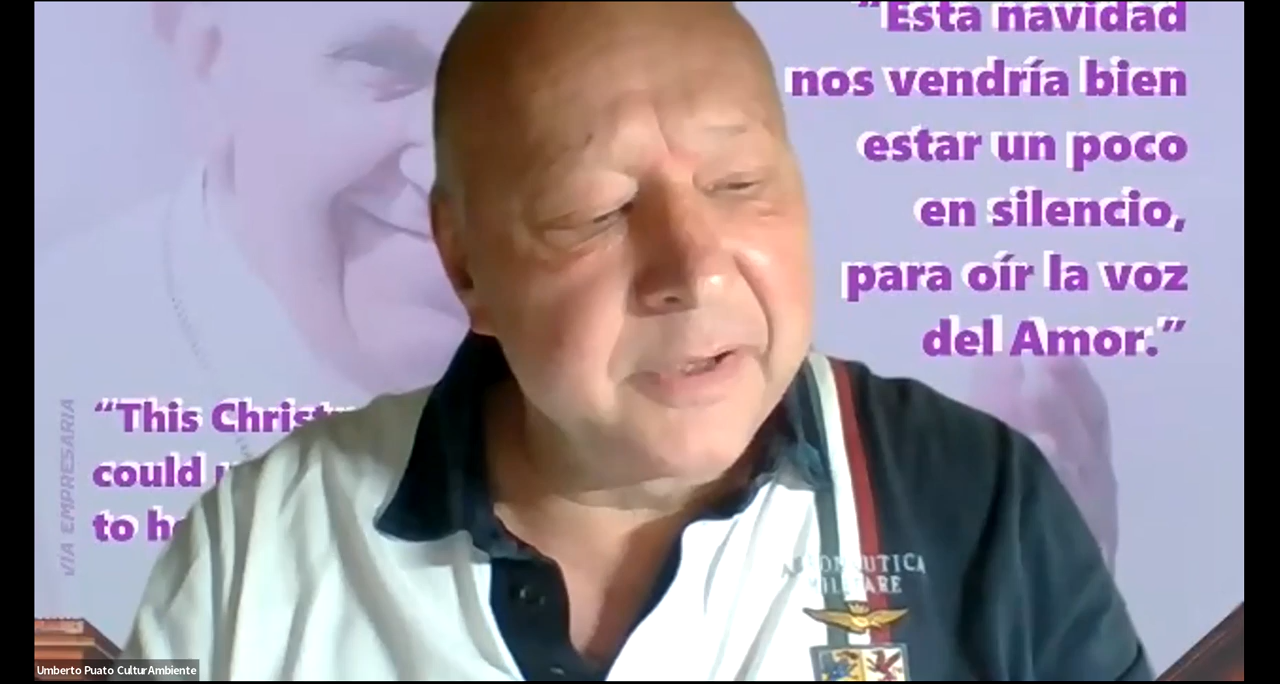 “Esta navidad
nos vendría bien
estar un poco
en silencio,
para oír la voz
del Amor.”
“This Christ
could
to
VIA EMPRESARIA
AERONAUTICA
MILITARE
Umberto Puato CulturAmbiente